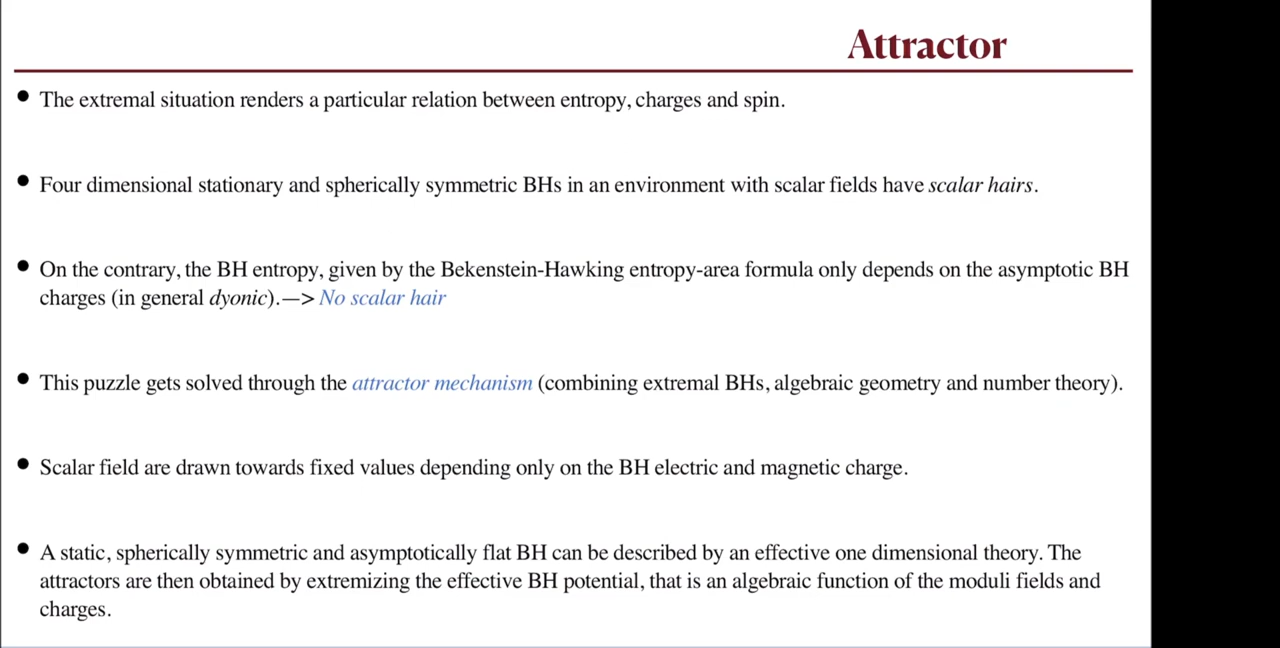 Attractor
• The extremal situation renders a particular relation between entropy, charges and spin.
• Four dimensional stationary and spherically symmetric BHs in an environment with scalar fields have scalar hairs.
• On the contrary, the BH entropy, given by the Bekenstein-Hawking entropy-area formula only depends on the asymptotic BH
charges (in general dyonic).—> No scalar hair
• This puzzle gets solved through the attractor mechanism (combining extremal BHs, algebraic geometry and number theory).
• Scalar field are drawn towards fixed values depending only on the BH electric and magnetic charge.
• A static, spherically symmetric and asymptotically flat BH can be described by an effective one dimensional theory. The
attractors are then obtained by extremizing the effective BH potential, that is an algebraic function of the moduli fields and
charges.